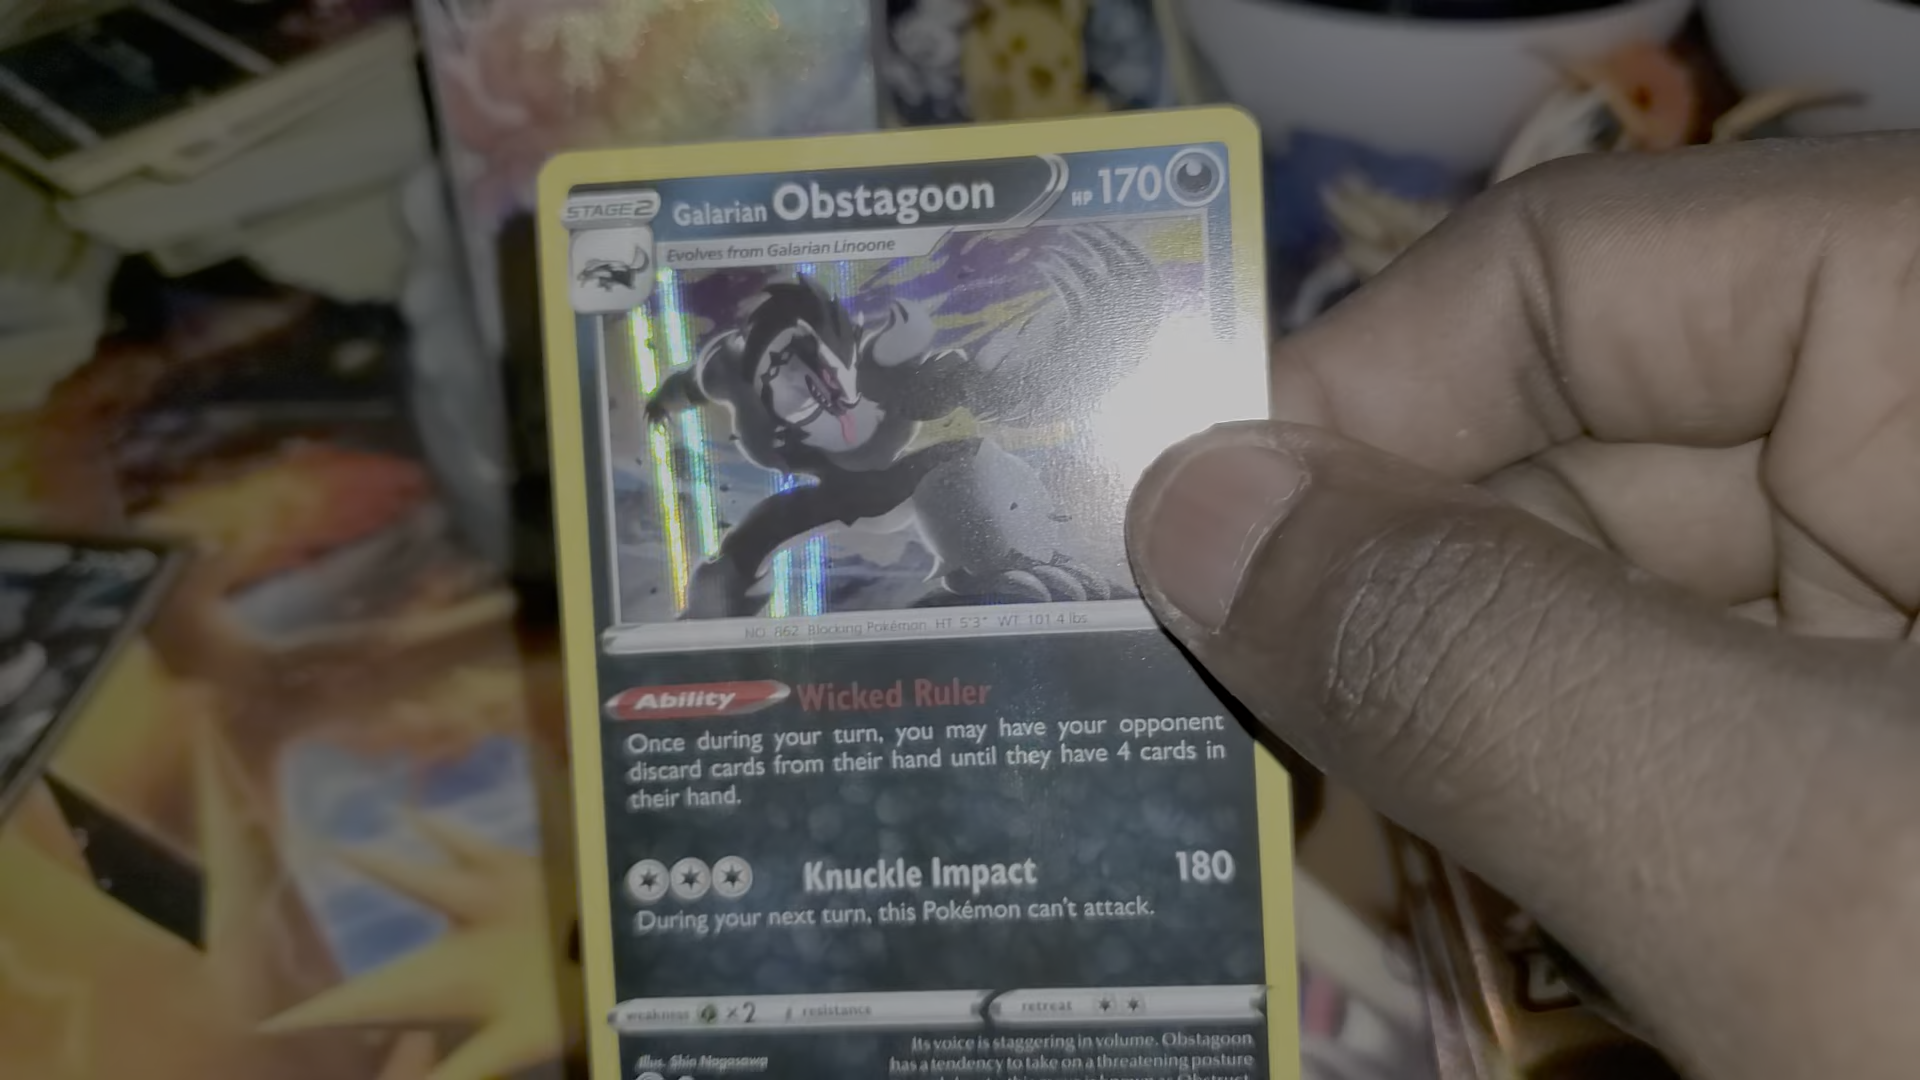 STAGE2
Galarian Obstagoon
HP 170
Evolves from Galarian Linoone
NO. 862 Blocking Pokémon HT 5'3" WT 101.4 lbs
Ability Wicked Ruler
Once during your turn, you may have your opponent
discard cards from their hand until they have 4 cards in
their hand.
Knuckle Impact 180
During your next turn, this Pokémon can't attack.
weakness ×2 resistance retreat
Illus. Shin Nagasawa
Its voice is staggering in volume. Obstagoon
has a tendency to take on a threatening posture